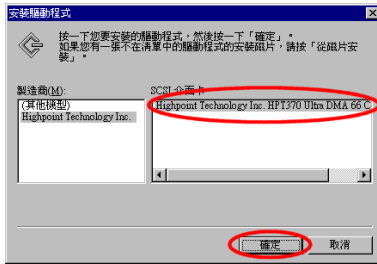 安裝驅動程式
按一下您要安裝的驅動程式，然後按一下「確定」。
如果您有一張不在清單中的驅動程式的安裝磁片，請按「從磁片安
裝」。
製造商(M):
SCSI 介面卡
(其他模型)
Highpoint Technology Inc.
Highpoint Technology Inc. HPT370 Ultra DMA 66 C
確定
取消